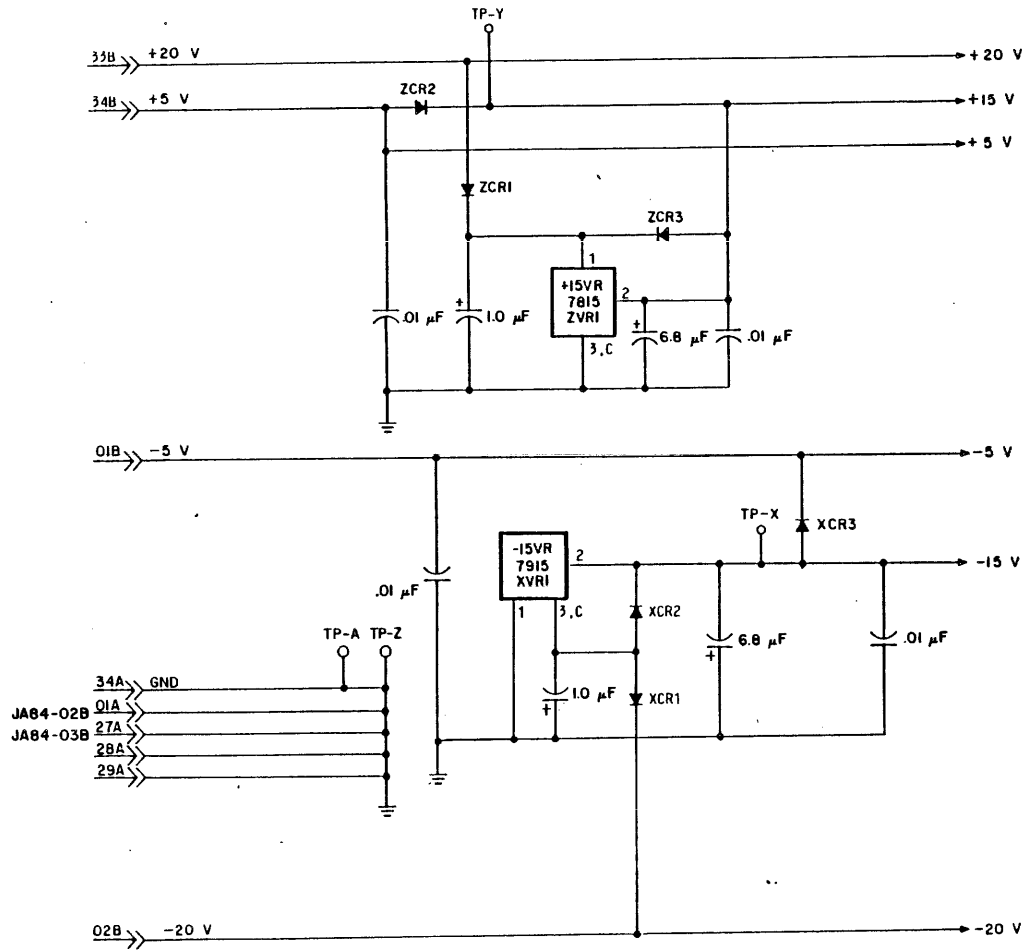 TP-Y
33B +20 V +20 V
ZCR2
34B +5 V +15 V
+5 V
ZCR1
ZCR3
1
+15VR
7815
ZVR1
2
3,C
.01 μF
+
1.0 μF
+
6.8 μF
.01 μF
01B -5 V -5 V
TP-X
XCR3
-15VR
7915
XVR1
2
-15 V
1
3,C
.01 μF
XCR2
6.8 μF
+
.01 μF
TP-A TP-Z
XCR1
1.0 μF
+
34A GND
JA84-02B 01A
JA84-03B 27A
28A
29A
02B -20 V -20 V